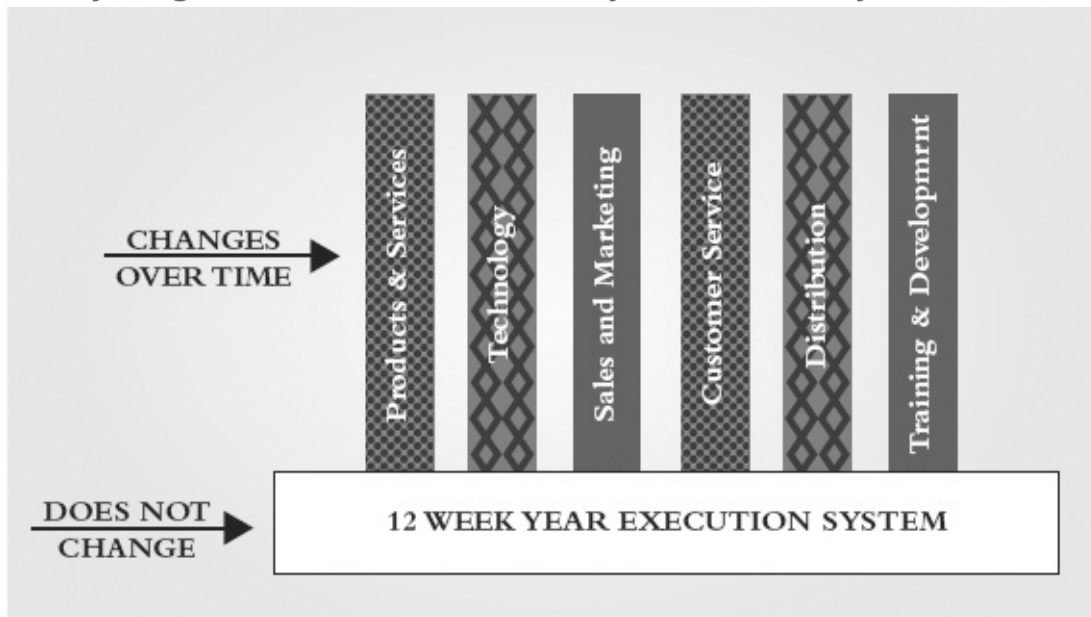 Products & Services
Technology
Sales and Marketing
Customer Service
Distribution
Training & Developmrnt
CHANGES
OVER TIME
DOES NOT
CHANGE
12 WEEK YEAR EXECUTION SYSTEM